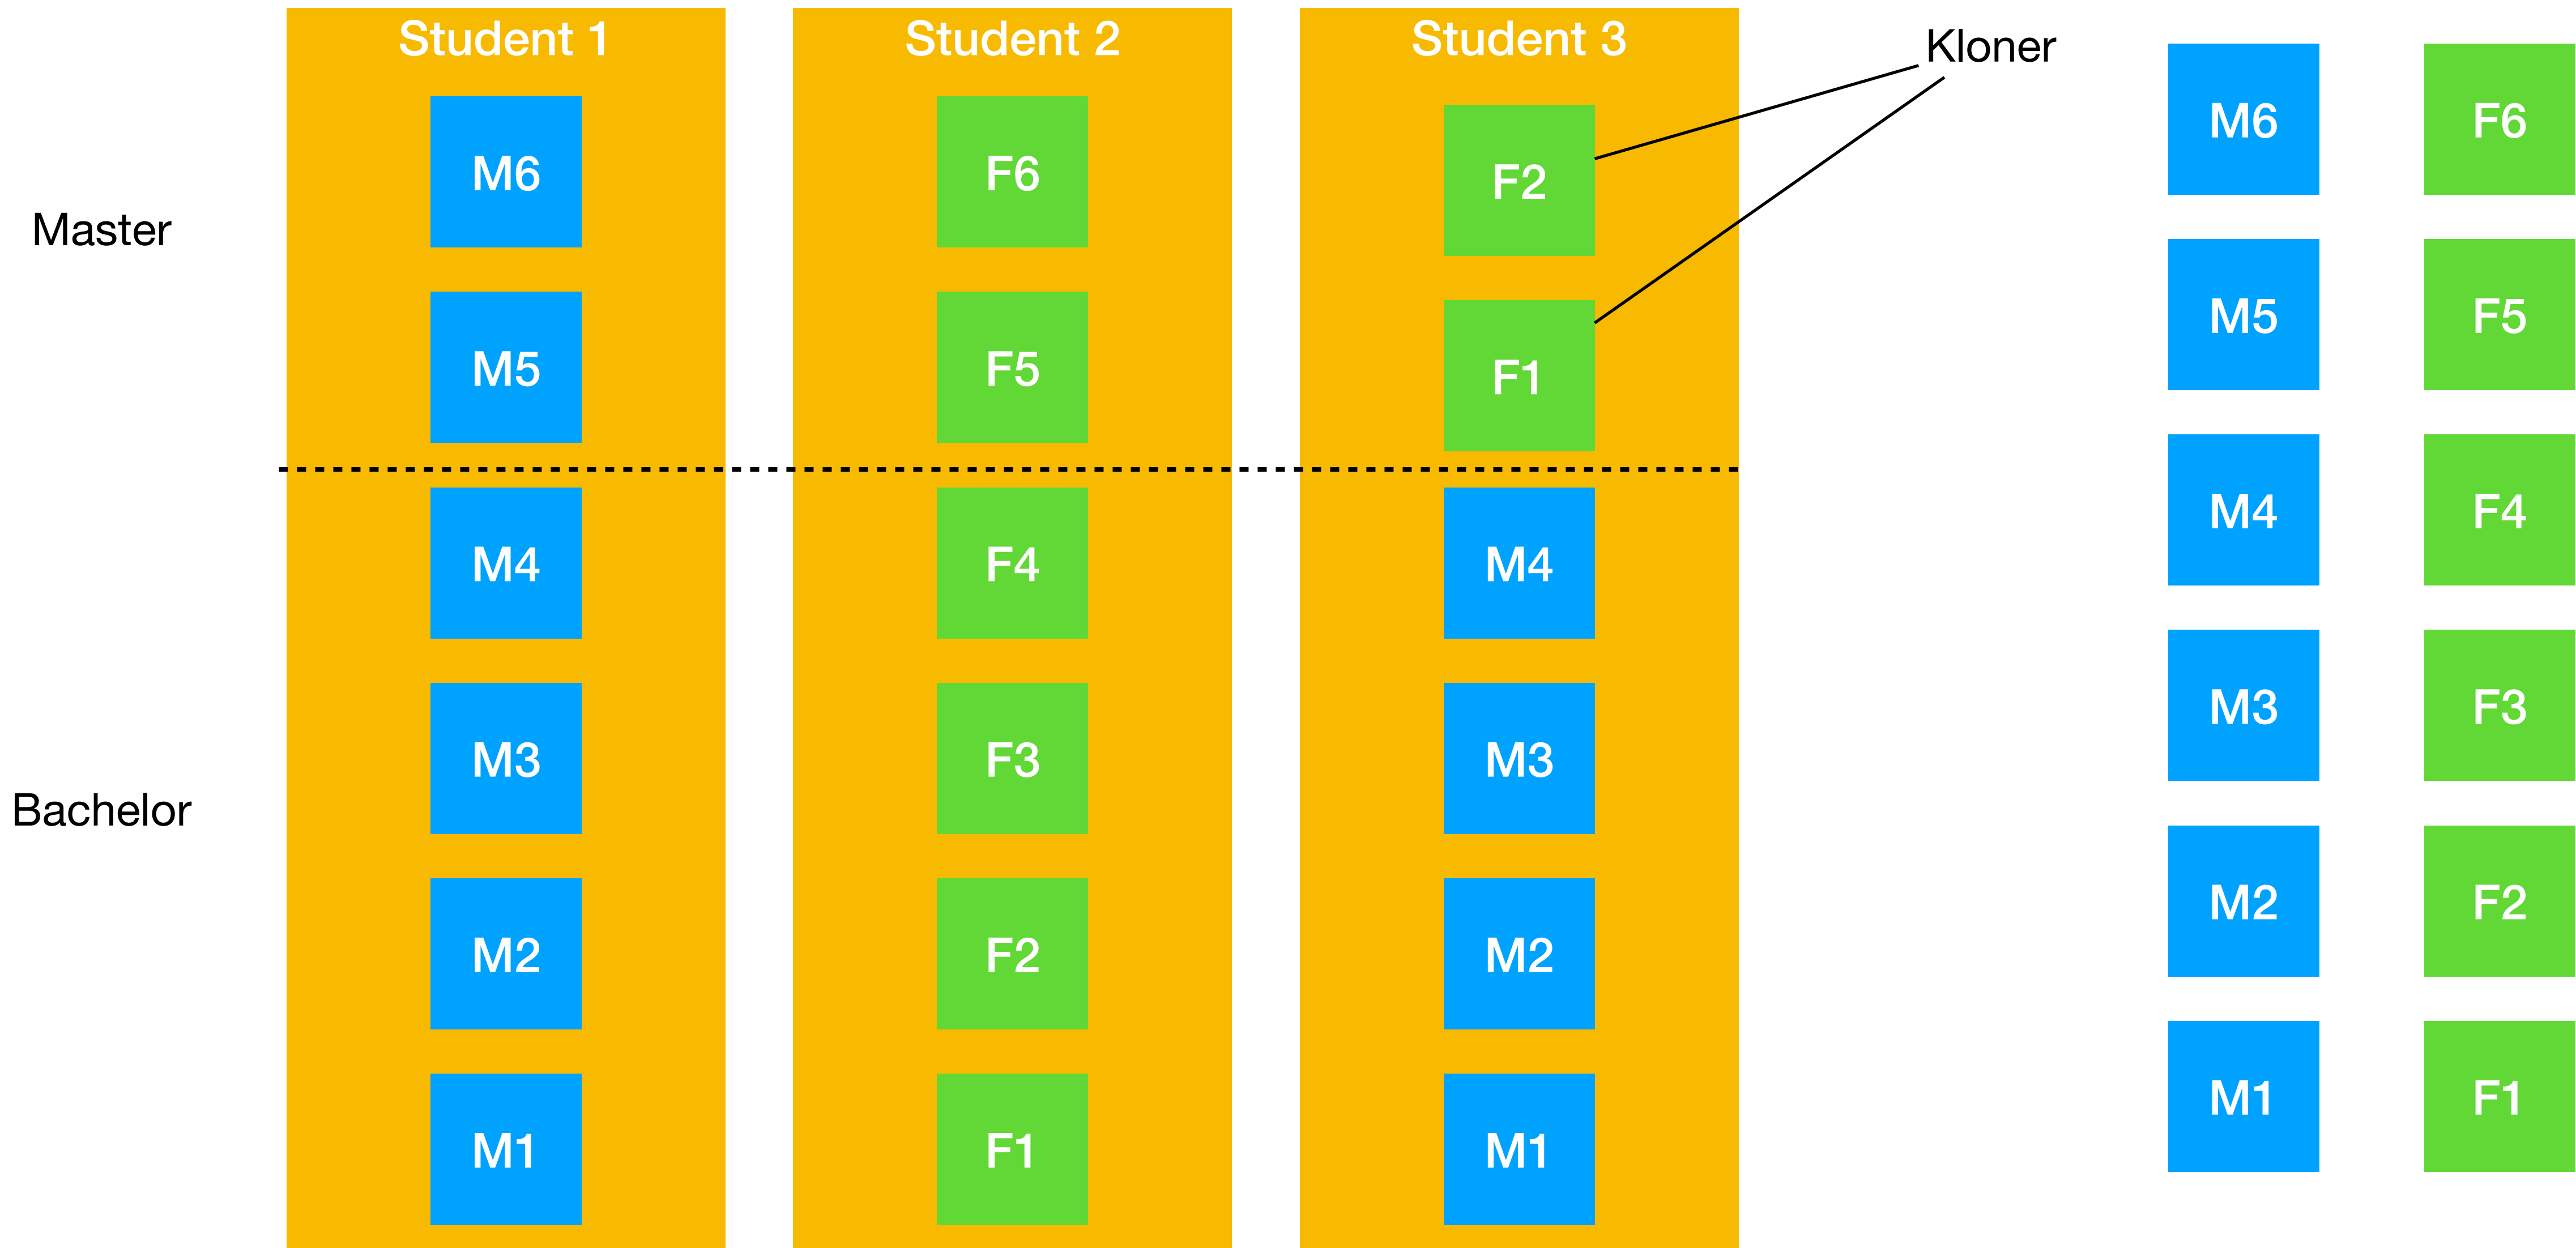 Student 1
Student 2
Student 3
Kloner
Master
Bachelor
M6
M5
M4
M3
M2
M1
F6
F5
F4
F3
F2
F1
F2
F1
M4
M3
M2
M1
M6
M5
M4
M3
M2
M1
F6
F5
F4
F3
F2
F1